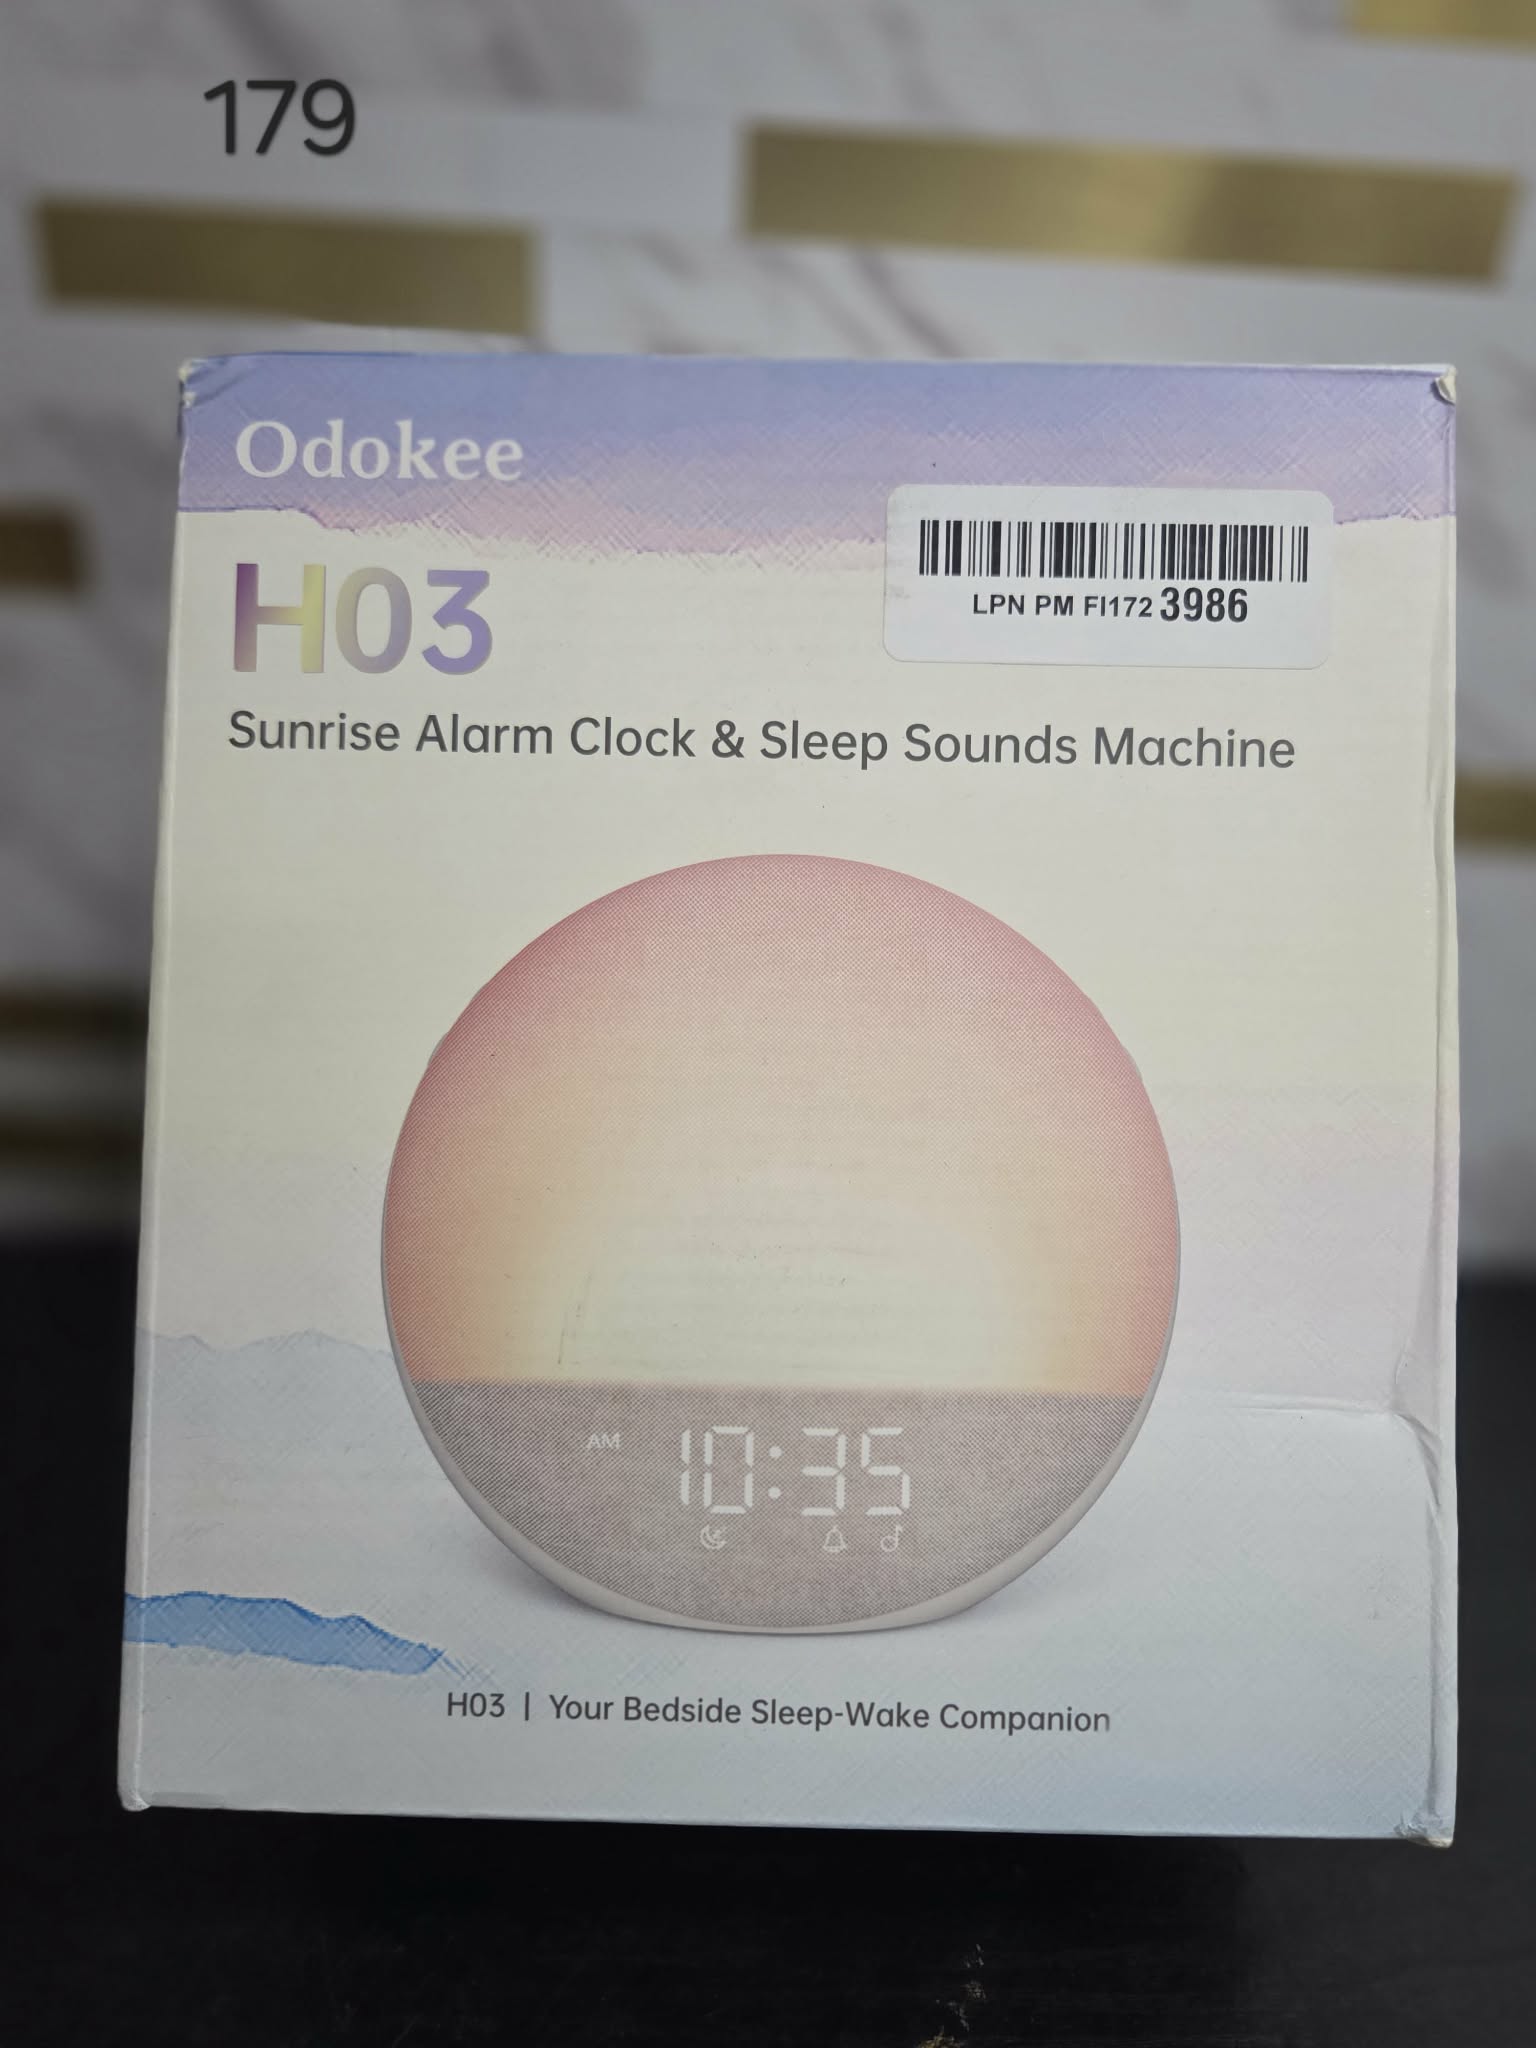 179
Odokee
LPN PM FI172 3986
H03
Sunrise Alarm Clock & Sleep Sounds Machine
AM 10:35
H03 | Your Bedside Sleep-Wake Companion